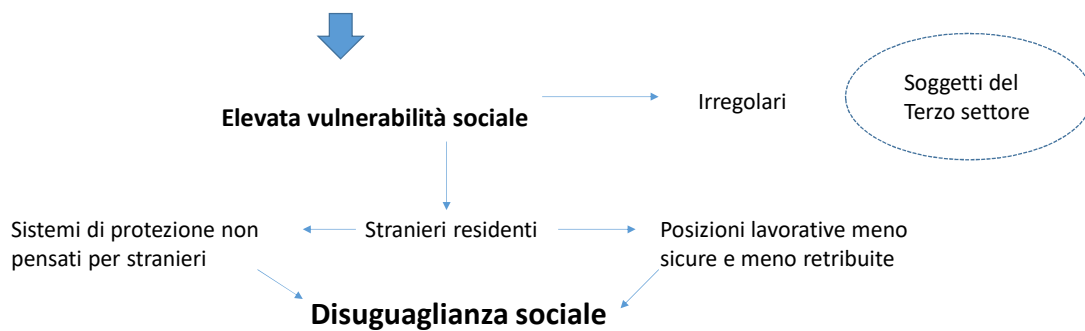 Elevata vulnerabilità sociale
Irregolari
Soggetti del
Terzo settore
Sistemi di protezione non
pensati per stranieri
Stranieri residenti
Posizioni lavorative meno
sicure e meno retribuite
Disuguaglianza sociale